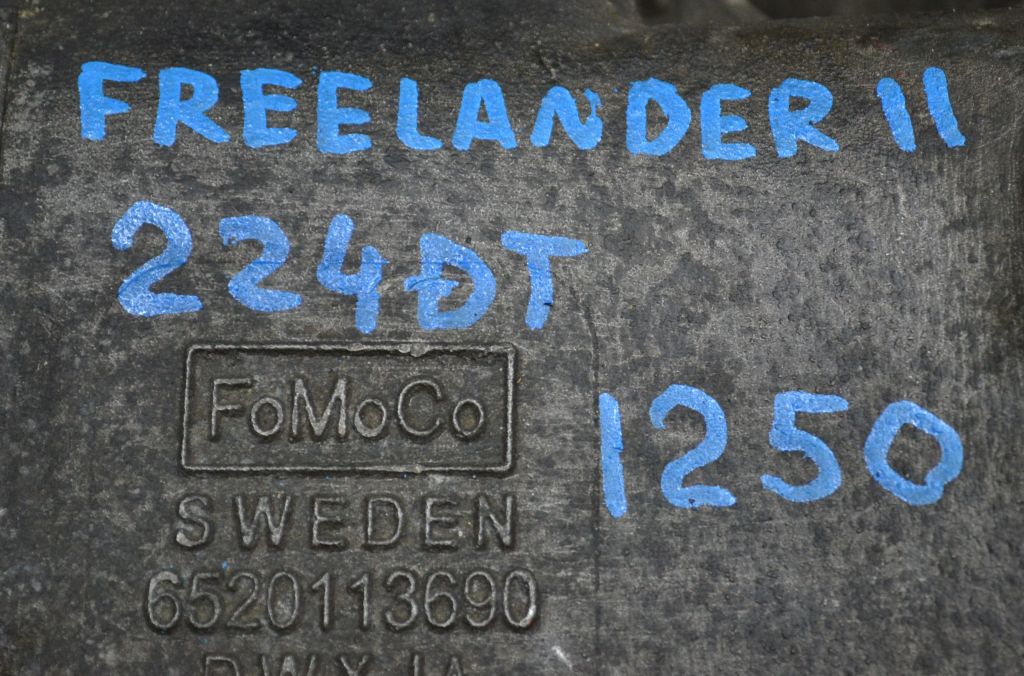 FREELANDER II
224DT
FoMoCo
1250
SWEDEN
6520113690